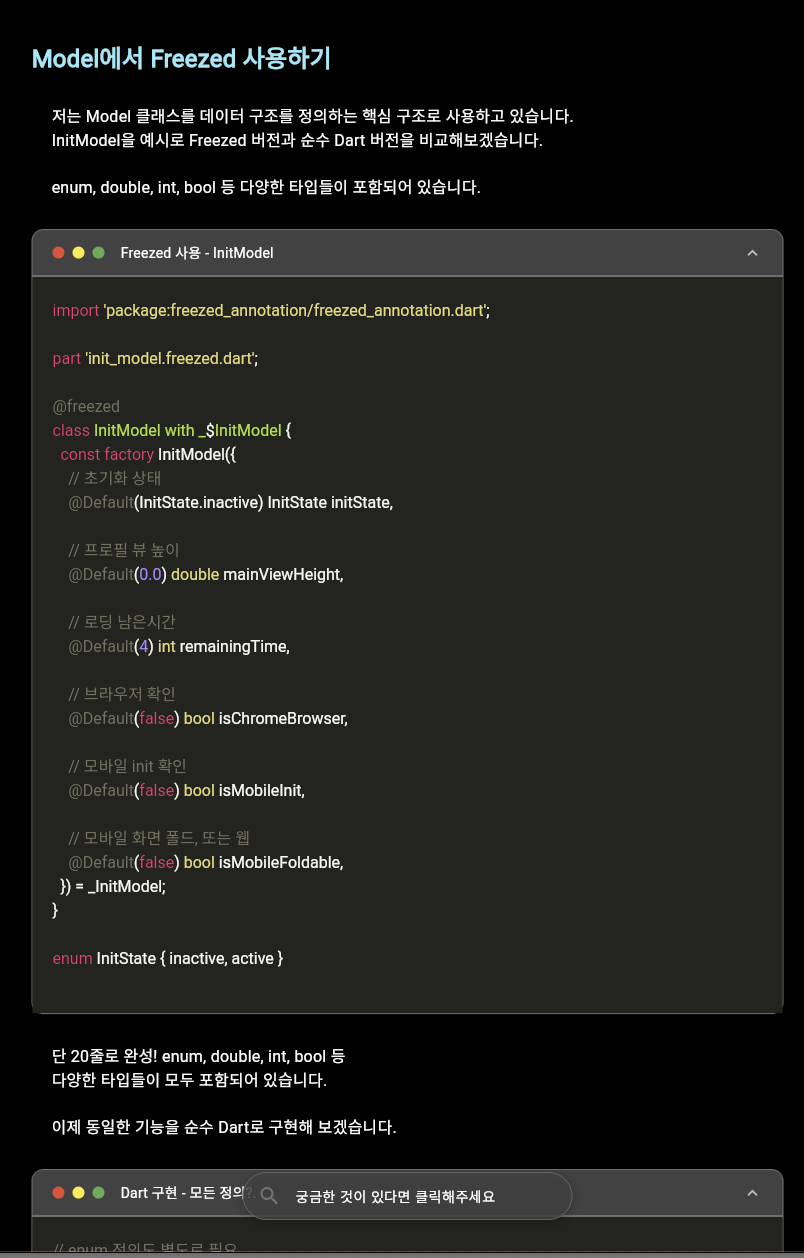 Model에서 Freezed 사용하기
저는 Model 클래스를 데이터 구조를 정의하는 핵심 구조로 사용하고 있습니다.
InitModel을 예시로 Freezed 버전과 순수 Dart 버전을 비교해보겠습니다.
enum, double, int, bool 등 다양한 타입들이 포함되어 있습니다.
Freezed 사용 - InitModel
import 'package:freezed_annotation/freezed_annotation.dart';
part 'init_model.freezed.dart';
@freezed
class InitModel with _$InitModel {
const factory InitModel({
// 초기화 상태
@Default(InitState.inactive) InitState initState,
// 프로필 뷰 높이
@Default(0.0) double mainViewHeight,
// 로딩 남은시간
@Default(4) int remainingTime,
// 브라우저 확인
@Default(false) bool isChromeBrowser,
// 모바일 init 확인
@Default(false) bool isMobileInit,
// 모바일 화면 폴드, 또는 웹
@Default(false) bool isMobileFoldable,
}) = _InitModel;
}
enum InitState { inactive, active }
단 20줄로 완성! enum, double, int, bool 등
다양한 타입들이 모두 포함되어 있습니다.
이제 동일한 기능을 순수 Dart로 구현해 보겠습니다.
Dart 구현 - 모든 정의?.
궁금한 것이 있다면 클릭해주세요
// enum 정의도 별도로 필요